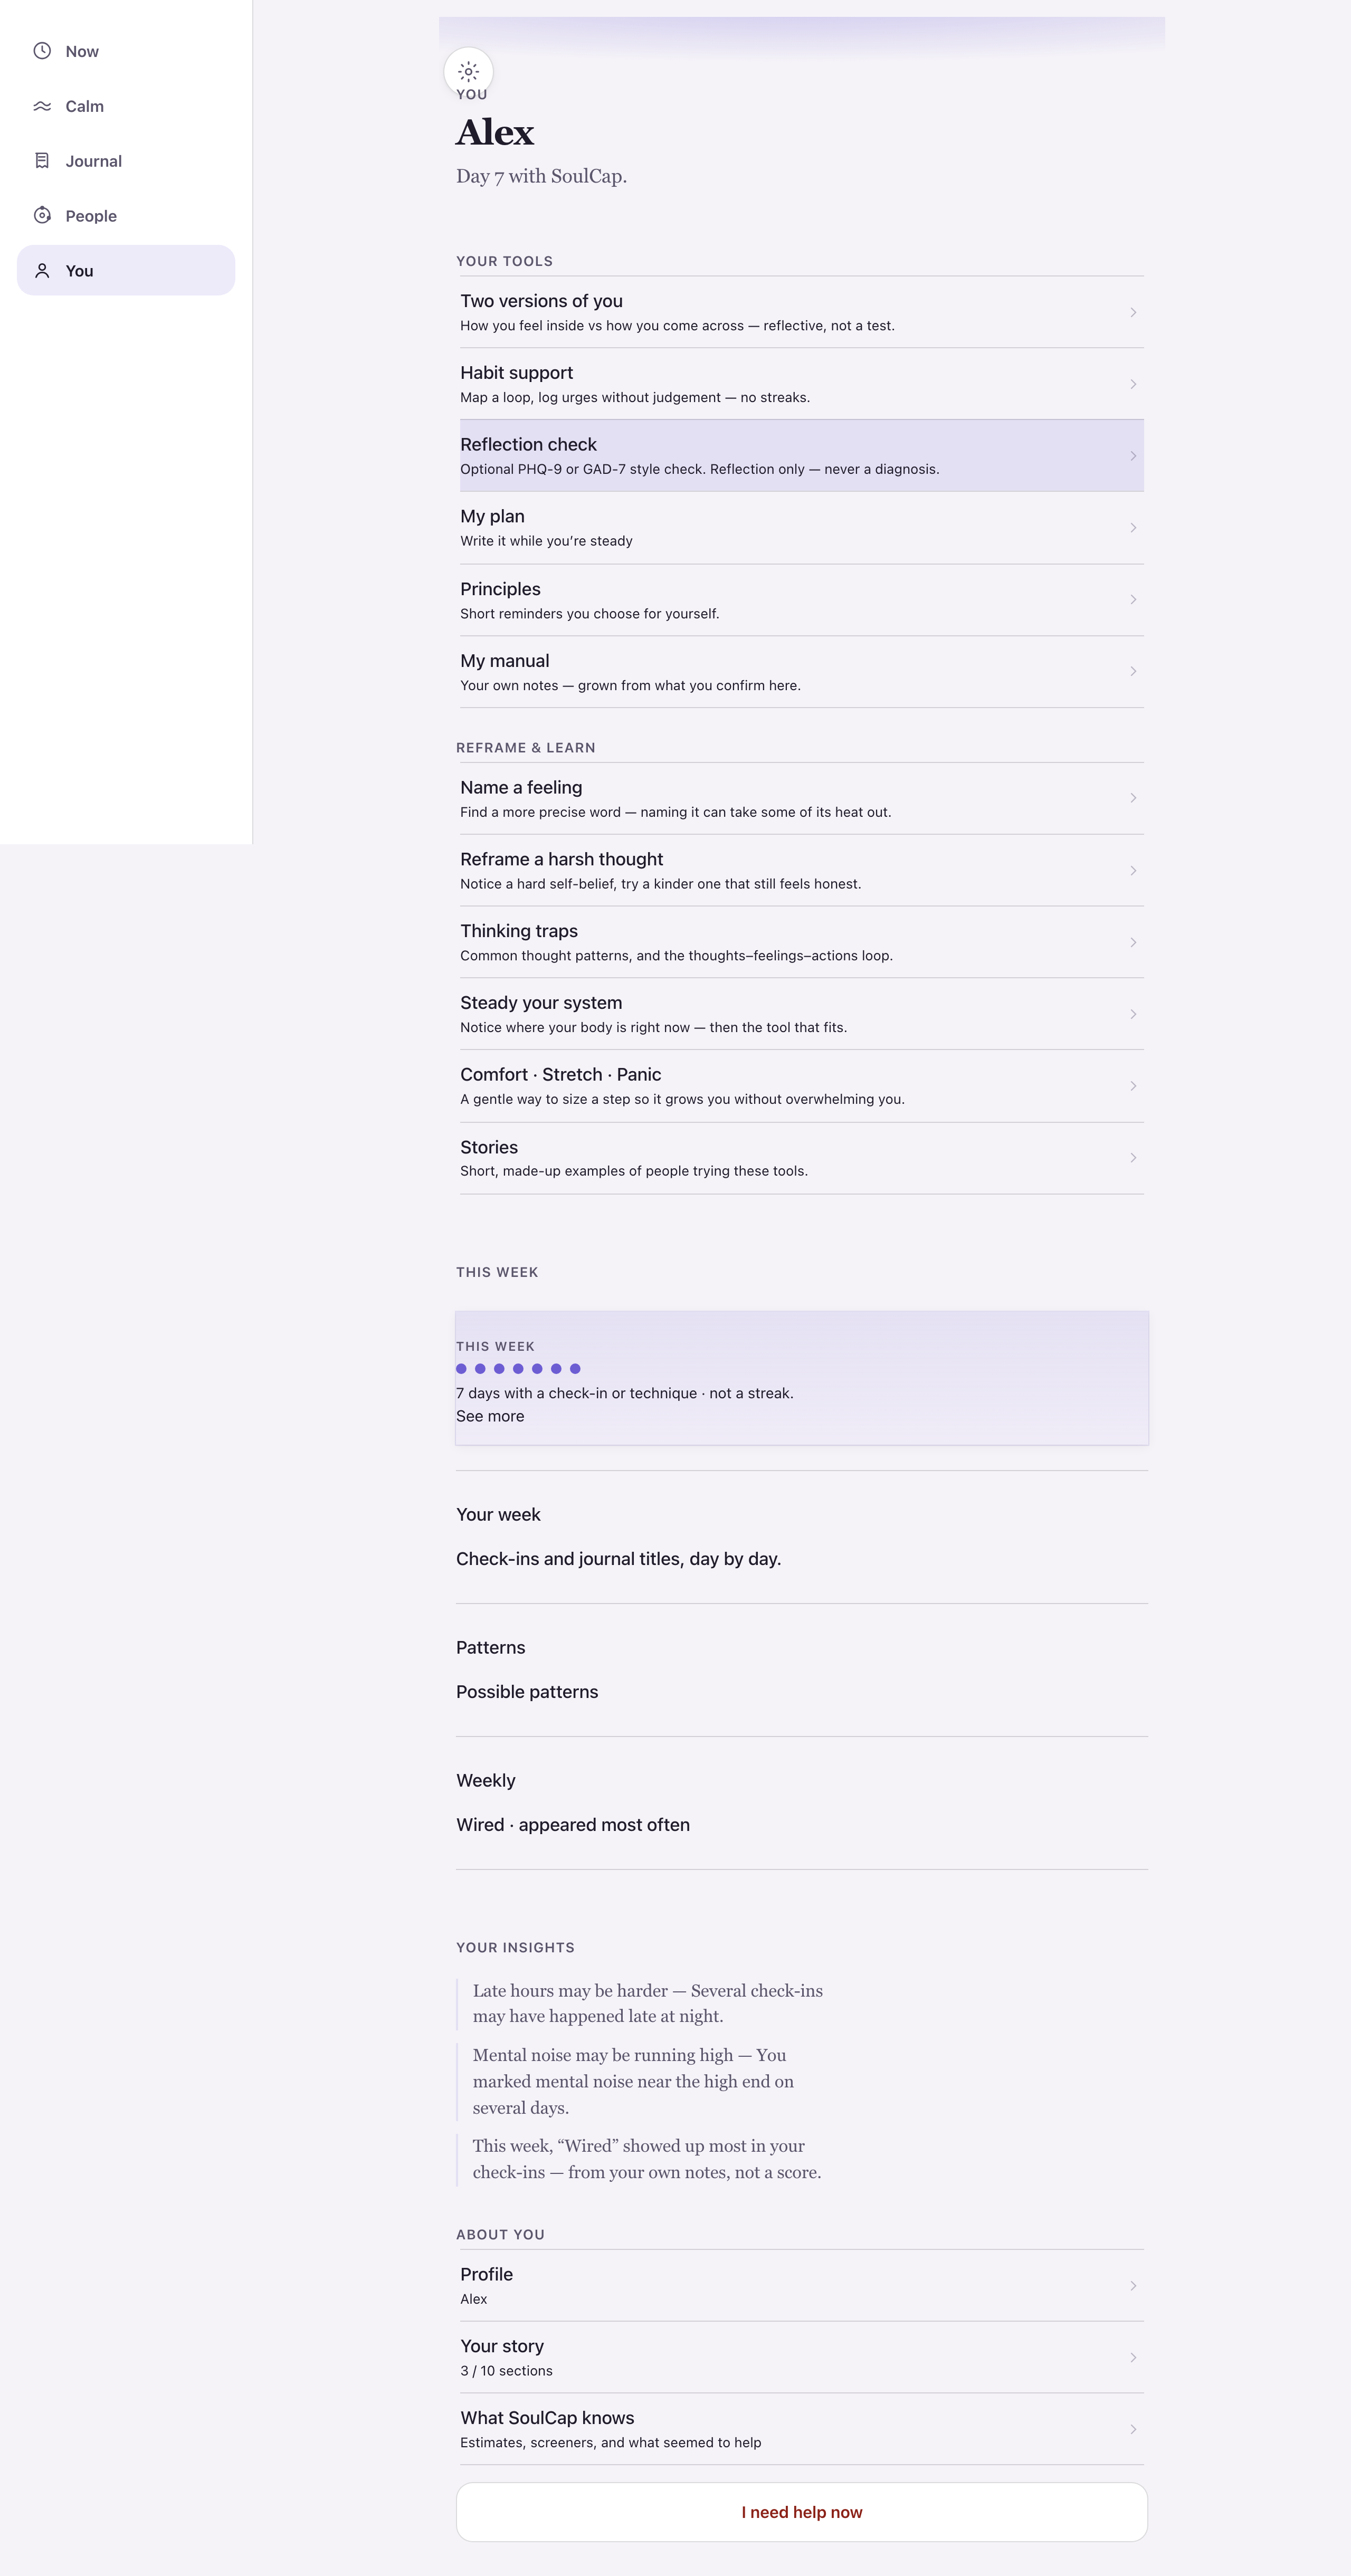 Now
Calm
Journal
People
You
YOU
Alex
Day 7 with SoulCap.
YOUR TOOLS
Two versions of you
How you feel inside vs how you come across — reflective, not a test.
Habit support
Map a loop, log urges without judgement — no streaks.
Reflection check
Optional PHQ-9 or GAD-7 style check. Reflection only — never a diagnosis.
My plan
Write it while you’re steady
Principles
Short reminders you choose for yourself.
My manual
Your own notes — grown from what you confirm here.
REFRAME & LEARN
Name a feeling
Find a more precise word — naming it can take some of its heat out.
Reframe a harsh thought
Notice a hard self-belief, try a kinder one that still feels honest.
Thinking traps
Common thought patterns, and the thoughts–feelings–actions loop.
Steady your system
Notice where your body is right now — then the tool that fits.
Comfort · Stretch · Panic
A gentle way to size a step so it grows you without overwhelming you.
Stories
Short, made-up examples of people trying these tools.
THIS WEEK
THIS WEEK
7 days with a check-in or technique · not a streak.
See more
Your week
Check-ins and journal titles, day by day.
Patterns
Possible patterns
Weekly
Wired · appeared most often
YOUR INSIGHTS
Late hours may be harder — Several check-ins
may have happened late at night.
Mental noise may be running high — You
marked mental noise near the high end on
several days.
This week, “Wired” showed up most in your
check-ins — from your own notes, not a score.
ABOUT YOU
Profile
Alex
Your story
3 / 10 sections
What SoulCap knows
Estimates, screeners, and what seemed to help
I need help now